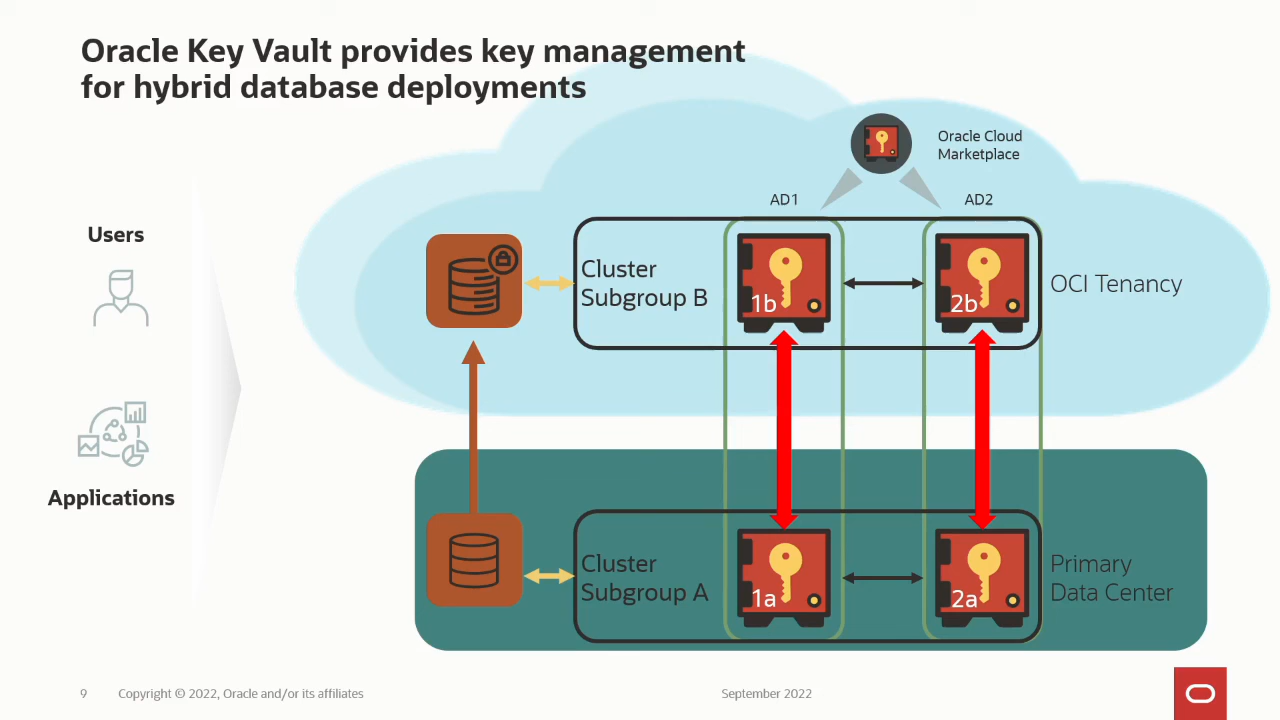 Oracle Key Vault provides key management
for hybrid database deployments
Oracle Cloud
Marketplace
AD1
AD2
Users
Cluster
Subgroup B
1b
2b
OCI Tenancy
Applications
Cluster
Subgroup A
1a
2a
Primary
Data Center
9
Copyright © 2022, Oracle and/or its affiliates
September 2022